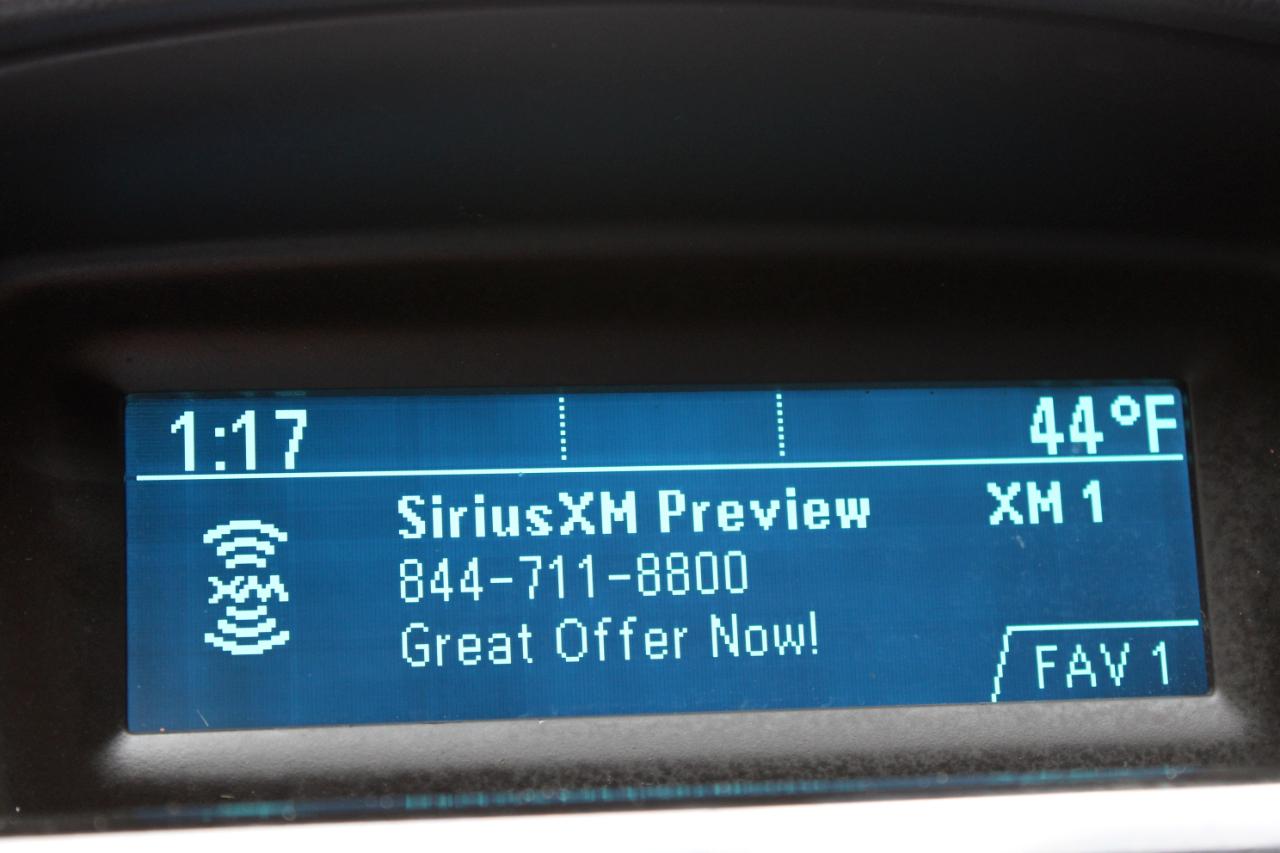 1:17 44°F
SiriusXM Preview XM 1
844-711-8800
XM
Great Offer Now!
FAV 1